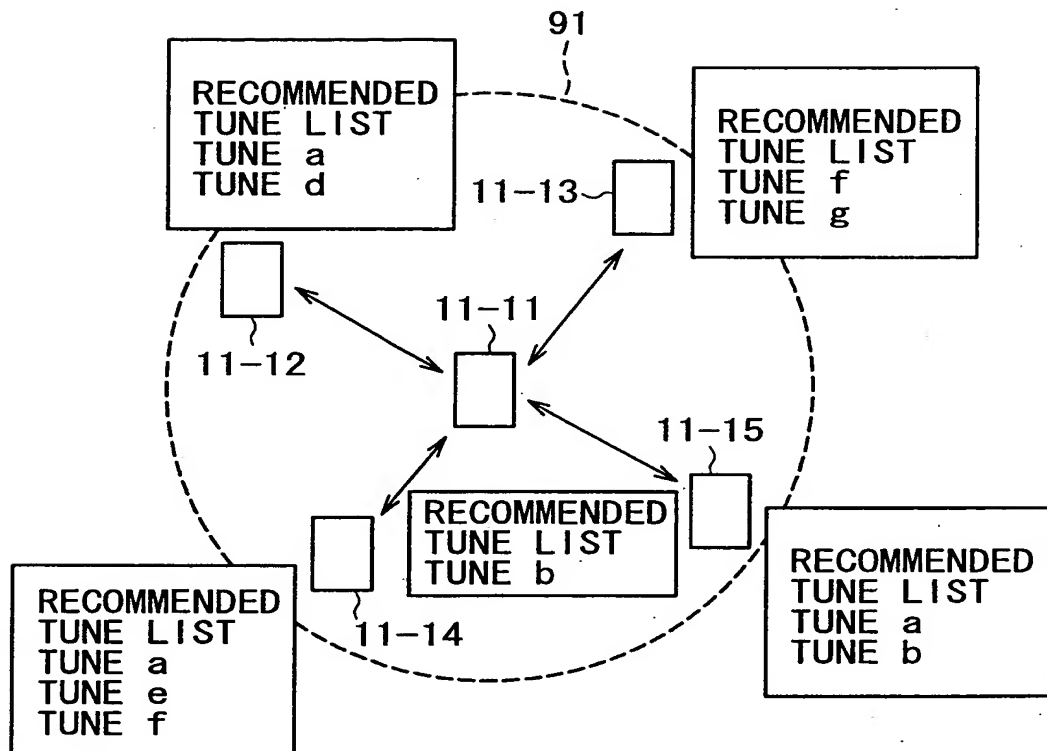 91
RECOMMENDED
TUNE LIST
TUNE a
TUNE d
RECOMMENDED
TUNE LIST
TUNE f
TUNE g
11-13
11-12
11-11
11-15
RECOMMENDED
TUNE LIST
TUNE b
11-14
RECOMMENDED
TUNE LIST
TUNE a
TUNE e
TUNE f
RECOMMENDED
TUNE LIST
TUNE a
TUNE b